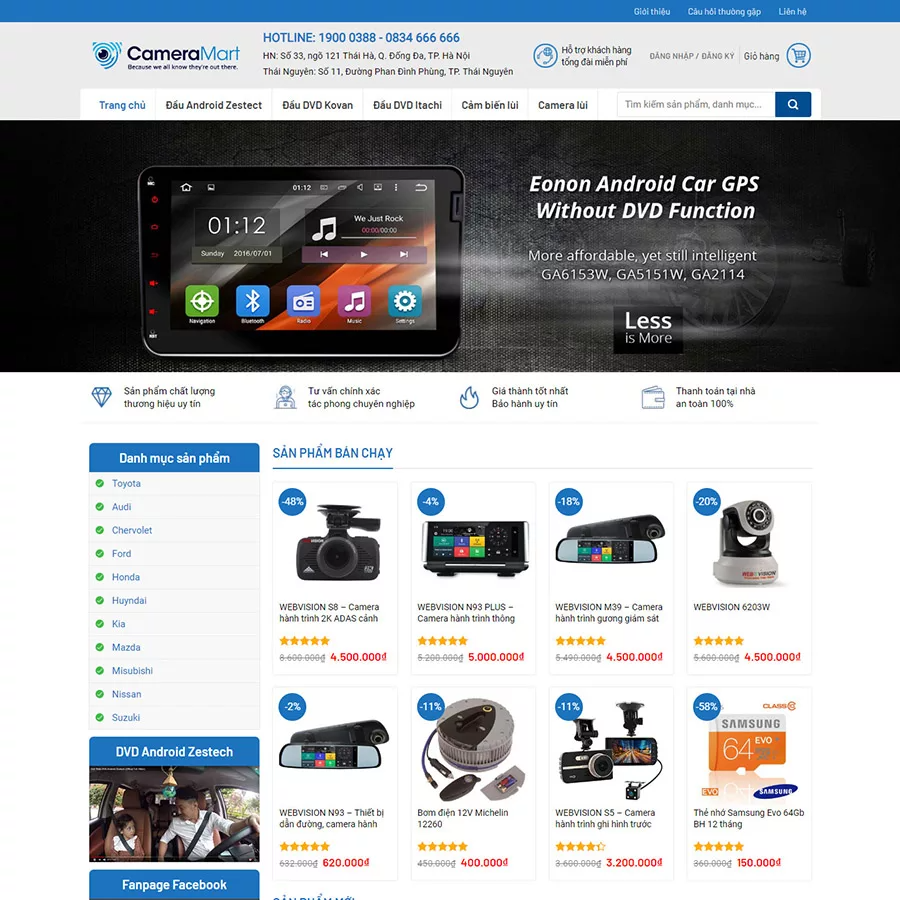 Giới thiệu Câu hỏi thường gặp Liên hệ
CameraMart
Because we all know they're out there.
HOTLINE: 1900 0388 - 0834 666 666
HN: Số 33, ngõ 121 Thái Hà, Q. Đống Đa, TP. Hà Nội
Thái Nguyên: Số 11, Đường Phan Đình Phùng, TP. Thái Nguyên
Hỗ trợ khách hàng
tổng đài miễn phí
ĐĂNG NHẬP / ĐĂNG KÝ Giỏ hàng
Trang chủ Đầu Android Zestect Đầu DVD Kovan Đầu DVD Itachi Cảm biến lùi Camera lùi
Tìm kiếm sản phẩm, danh mục...
MIC
RST
01:12
01:12
Sunday 2016/07/01
We Just Rock
00:00/00:00
Navigation Bluetooth Radio Music Settings
Eonon Android Car GPS
Without DVD Function
More affordable, yet still intelligent
GA6153W, GA5151W, GA2114
Less
is More
Sản phẩm chất lượng
thương hiệu uy tín
Tư vấn chính xác
tác phong chuyên nghiệp
Giá thành tốt nhất
Bảo hành uy tín
Thanh toán tại nhà
an toàn 100%
Danh mục sản phẩm
Toyota
Audi
Chervolet
Ford
Honda
Huyndai
Kia
Mazda
Misubishi
Nissan
Suzuki
DVD Android Zestech
Fanpage Facebook
SẢN PHẨM BÁN CHẠY
-48%
WEBVISION S8 – Camera
hành trình 2K ADAS cảnh
8.600.000₫ 4.500.000₫
-4%
WEBVISION N93 PLUS –
Camera hành trình thông
5.200.000₫ 5.000.000₫
-18%
WEBVISION M39 – Camera
hành trình gương giám sát
5.490.000₫ 4.500.000₫
-20%
WEBVISION
WEBVISION 6203W
5.600.000₫ 4.500.000₫
-2%
WEBVISION N93 – Thiết bị
dẫn đường, camera hành
632.000₫ 620.000₫
-11%
Bơm điện 12V Michelin
12260
450.000₫ 400.000₫
-11%
WEBVISION S5 – Camera
hành trình ghi hình trước
3.600.000₫ 3.200.000₫
-58%
CLASS
SAMSUNG
64 EVO
EVO SAMSUNG
Thẻ nhớ Samsung Evo 64Gb
BH 12 tháng
360.000₫ 150.000₫